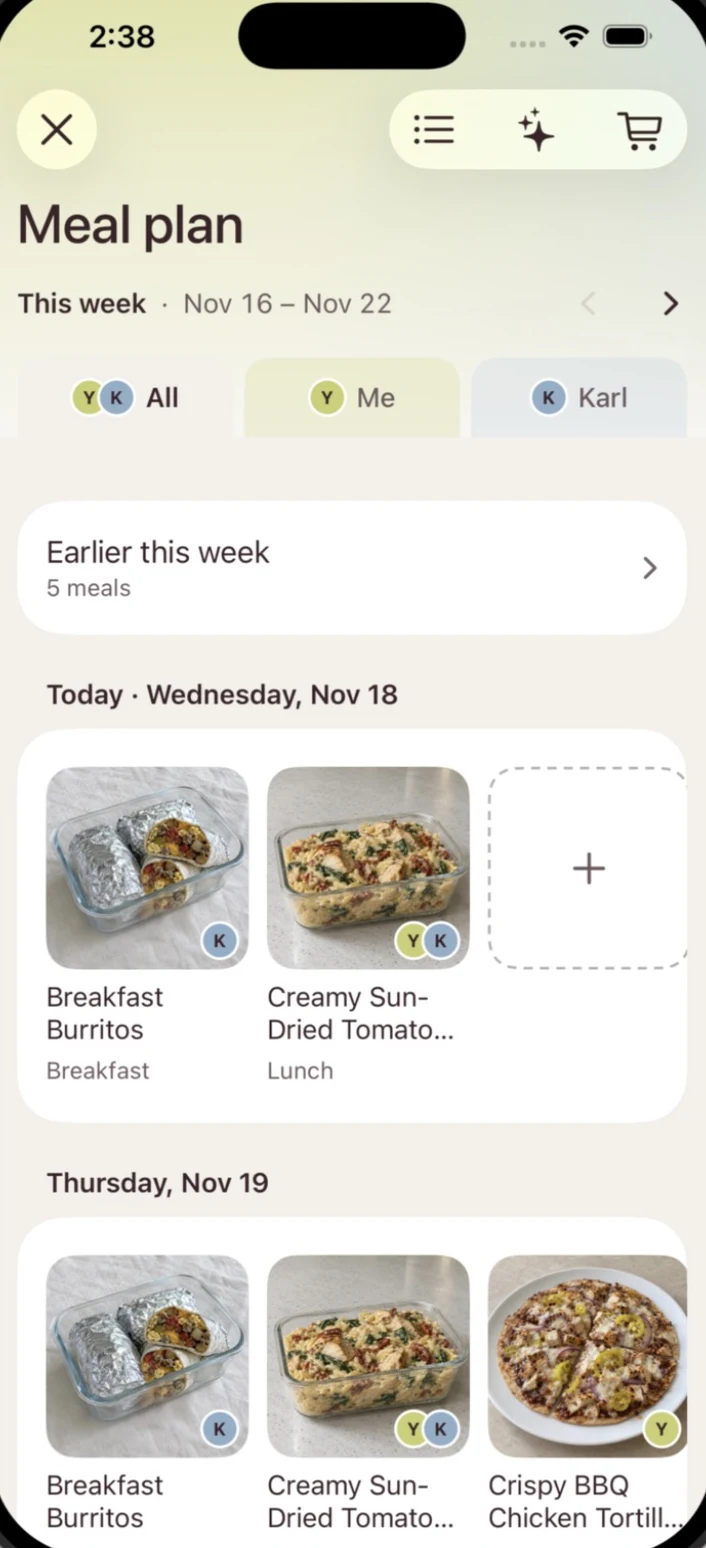 2:38
Meal plan
This week · Nov 16 – Nov 22
Y K All
Y Me
K Karl
Earlier this week
5 meals
Today · Wednesday, Nov 18
K
Y K
Breakfast
Burritos
Breakfast
Creamy Sun-
Dried Tomato...
Lunch
Thursday, Nov 19
K
Y K
Y
Breakfast
Burritos
Creamy Sun-
Dried Tomato...
Crispy BBQ
Chicken Tortill...